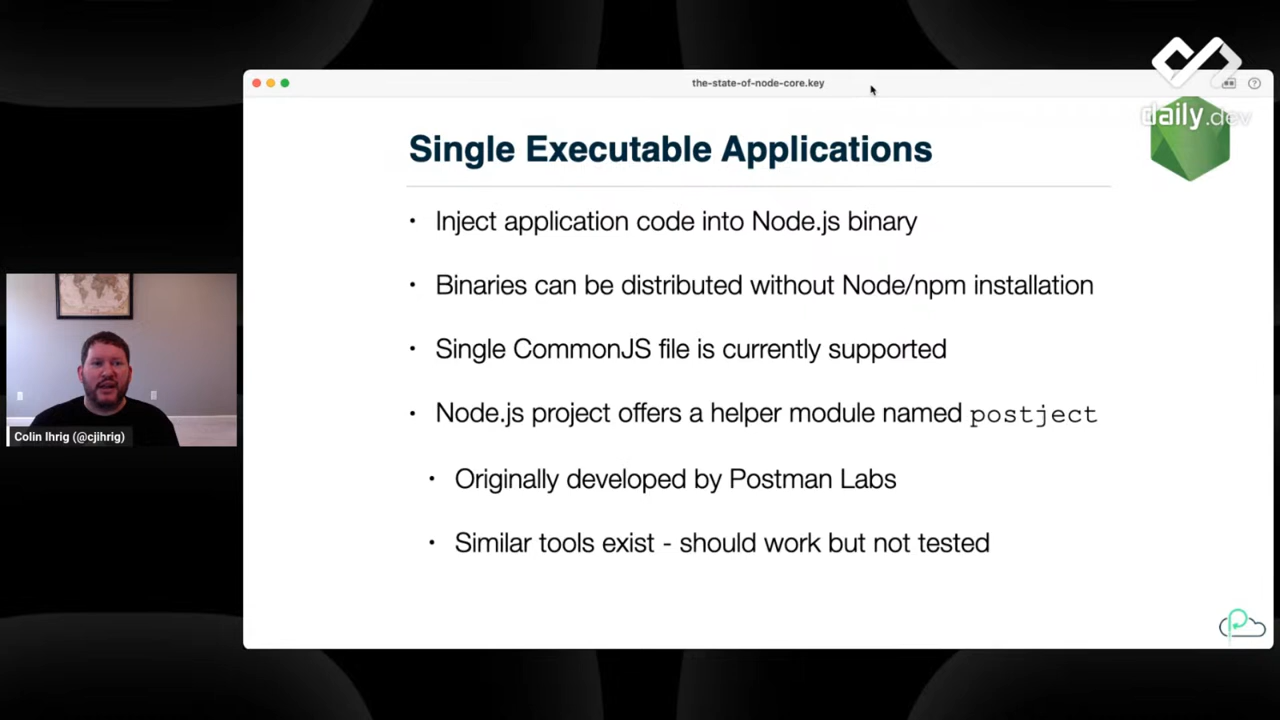 the-state-of-node-core.key
daily.dev
Single Executable Applications
• Inject application code into Node.js binary
• Binaries can be distributed without Node/npm installation
• Single CommonJS file is currently supported
• Node.js project offers a helper module named postject
• Originally developed by Postman Labs
• Similar tools exist - should work but not tested
Colin Ihrig (@cjihrig)